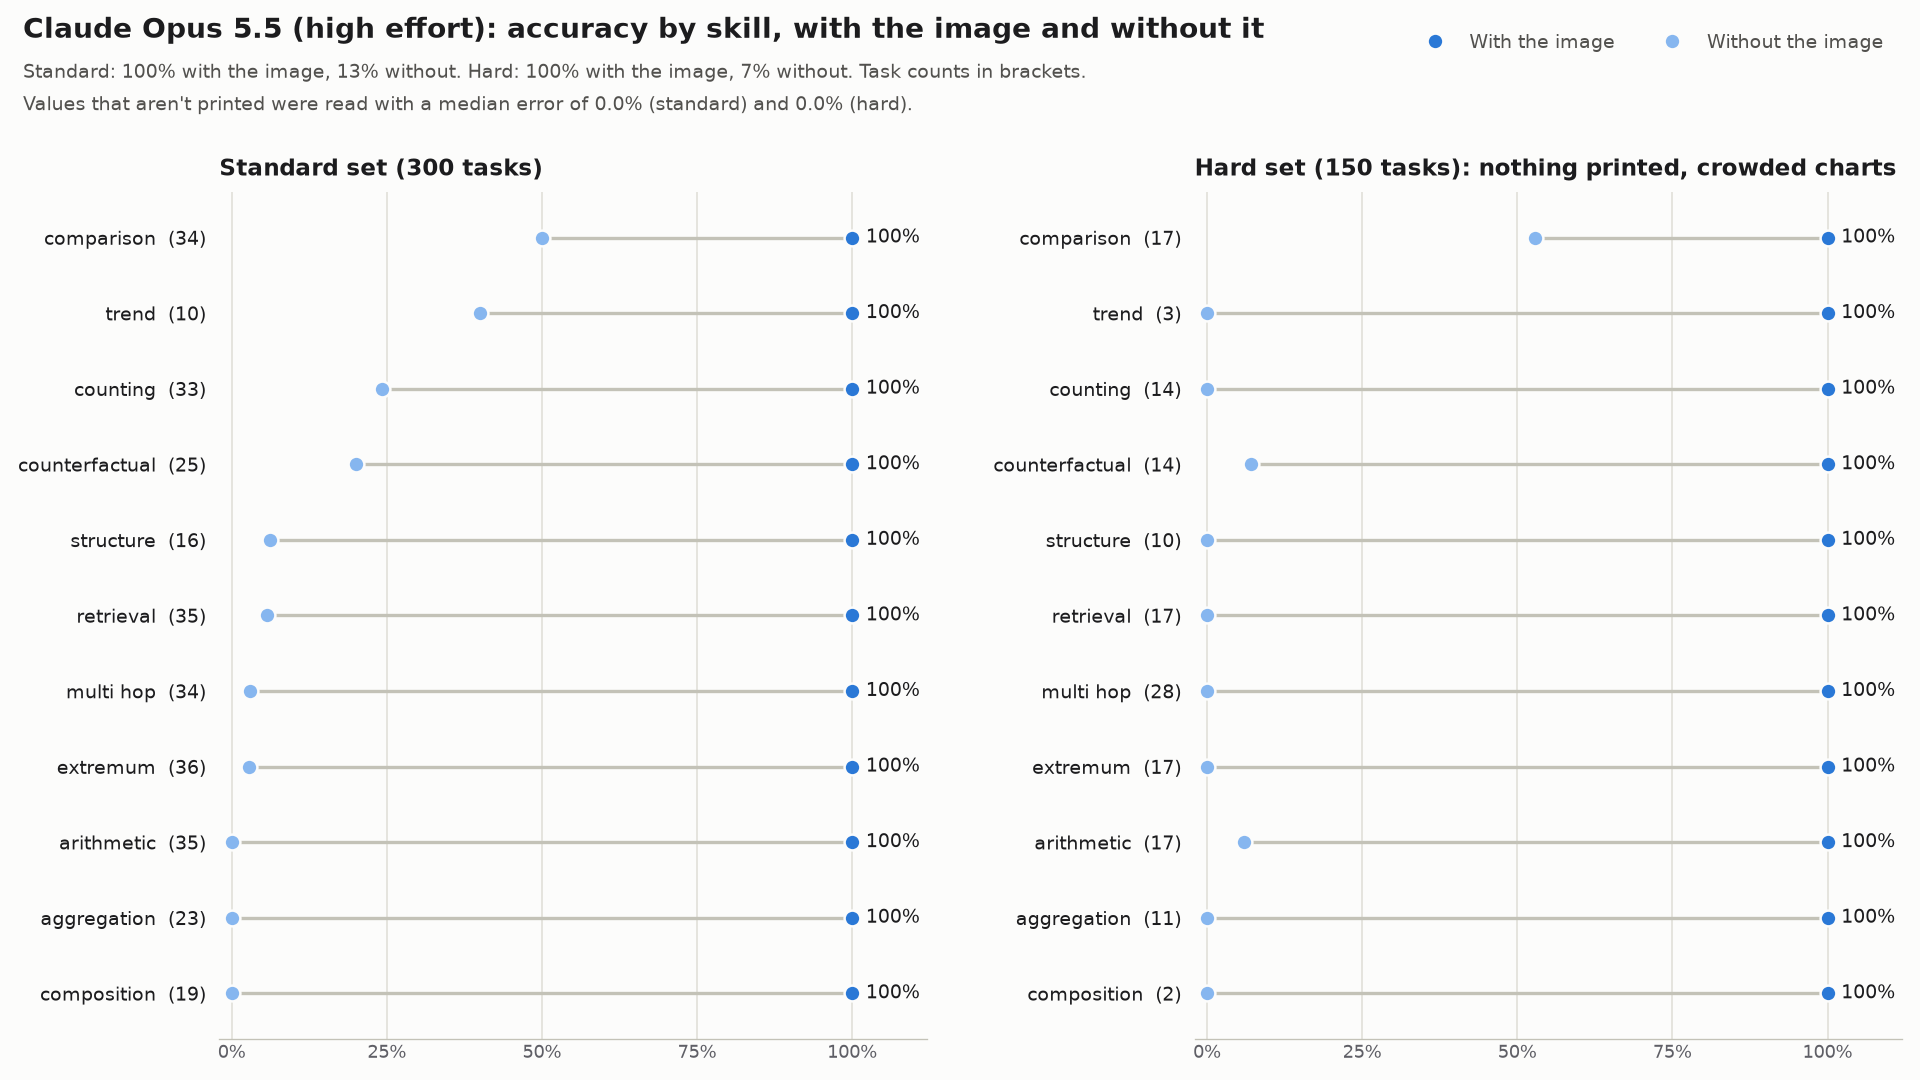 Claude Opus 5.5 (high effort): accuracy by skill, with the image and without it
With the image
Without the image
Standard: 100% with the image, 13% without. Hard: 100% with the image, 7% without. Task counts in brackets.
Values that aren't printed were read with a median error of 0.0% (standard) and 0.0% (hard).
Standard set (300 tasks)
comparison (34) 100%
trend (10) 100%
counting (33) 100%
counterfactual (25) 100%
structure (16) 100%
retrieval (35) 100%
multi hop (34) 100%
extremum (36) 100%
arithmetic (35) 100%
aggregation (23) 100%
composition (19) 100%
0% 25% 50% 75% 100%
Hard set (150 tasks): nothing printed, crowded charts
comparison (17) 100%
trend (3) 100%
counting (14) 100%
counterfactual (14) 100%
structure (10) 100%
retrieval (17) 100%
multi hop (28) 100%
extremum (17) 100%
arithmetic (17) 100%
aggregation (11) 100%
composition (2) 100%
0% 25% 50% 75% 100%